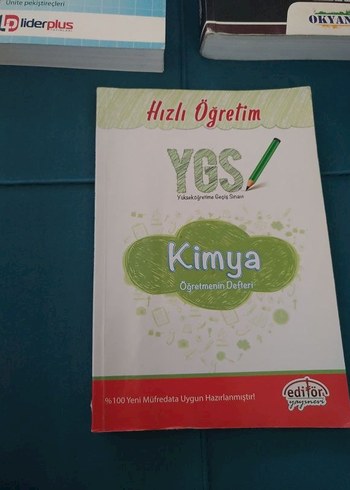 Ünite pekiştireçleri
liderplus
OKYAN
Hızlı Öğretim
YGS
Yükseköğretime Geçiş Sınavı
Kimya
Öğretmenin Defteri
%100 Yeni Müfredata Uygun Hazırlanmıştır!
editör
yayınevi